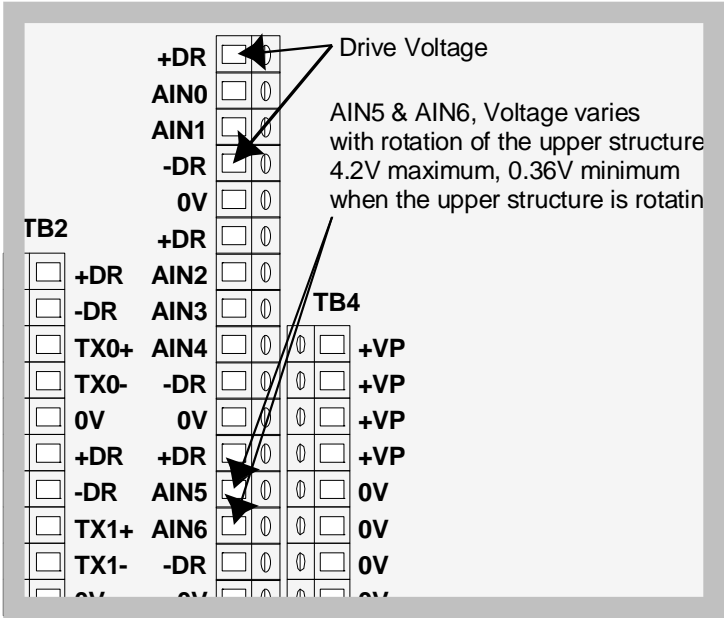 Drive Voltage
AIN5 & AIN6, Voltage varies
with rotation of the upper structure
4.2V maximum, 0.36V minimum
when the upper structure is rotatin
+DR
AIN0
AIN1
-DR
0V
+DR
AIN2
AIN3
AIN4
-DR
0V
+DR
AIN5
AIN6
-DR
0V
TB2
+DR
-DR
TX0+
TX0-
0V
+DR
-DR
TX1+
TX1-
0V
TB4
+VP
+VP
+VP
+VP
0V
0V
0V
0V